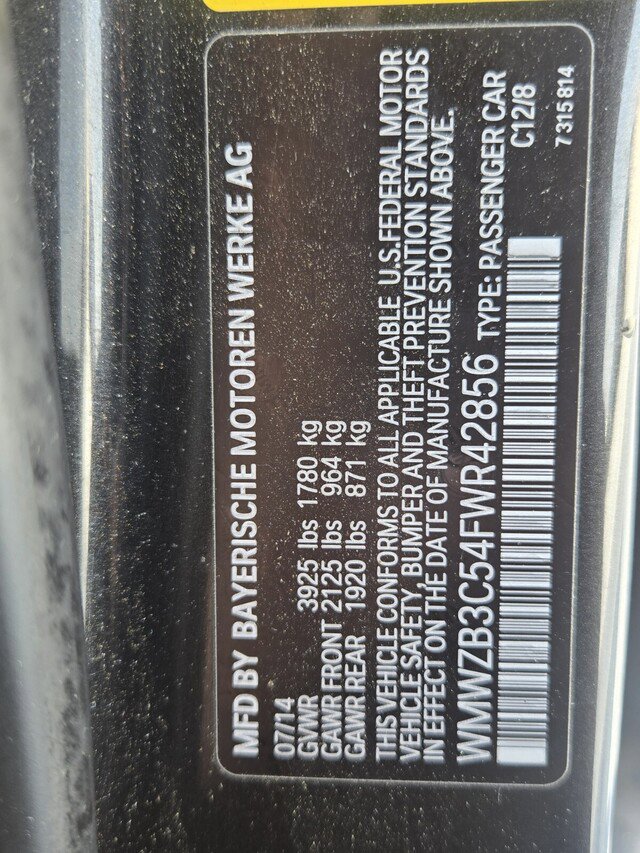 MFD BY BAYERISCHE MOTOREN WERKE AG
07/14
GVWR 3925 lbs 1780 kg
GAWR FRONT 2125 lbs 964 kg
GAWR REAR 1920 lbs 871 kg
THIS VEHICLE CONFORMS TO ALL APPLICABLE U.S.FEDERAL MOTOR
VEHICLE SAFETY, BUMPER AND THEFT PREVENTION STANDARDS
IN EFFECT ON THE DATE OF MANUFACTURE SHOWN ABOVE.
WMWZB3C54FWR42856 TYPE: PASSENGER CAR
C12/8
7 315 814